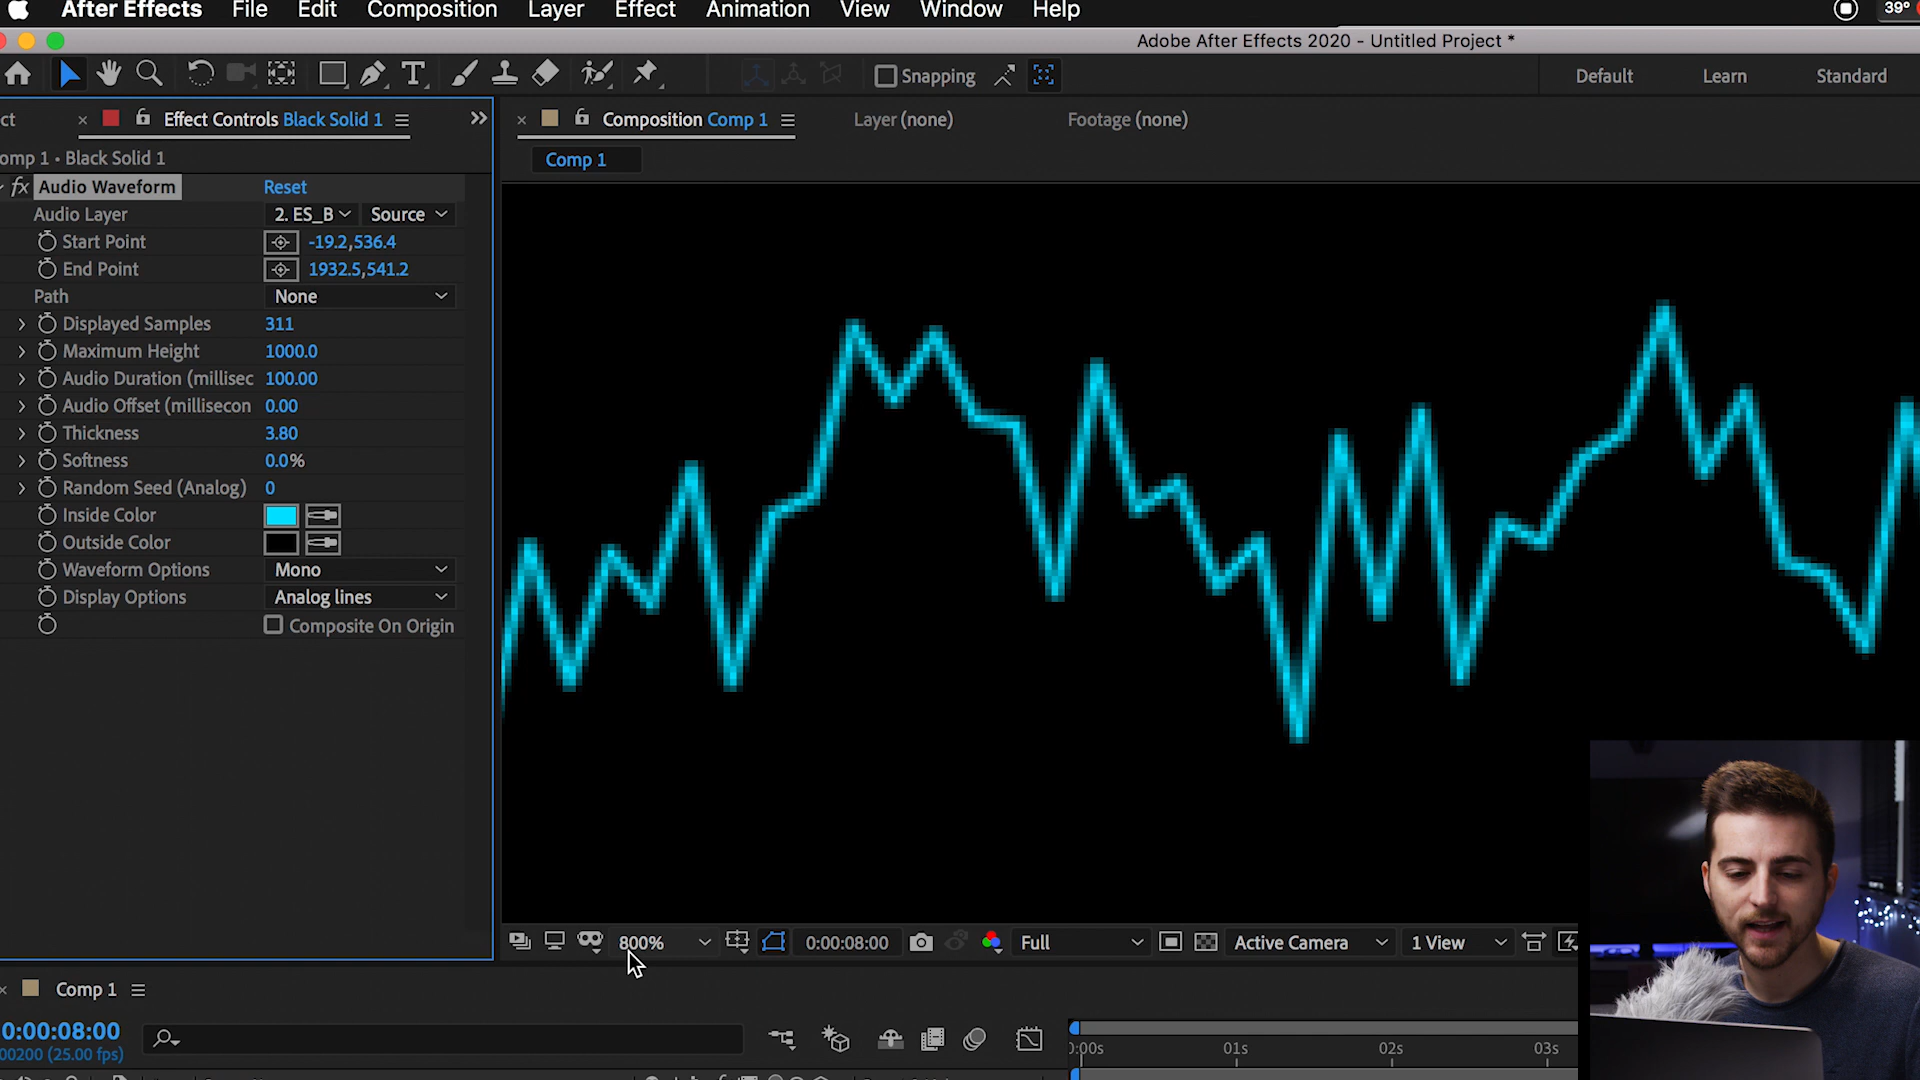 After Effects File Edit Composition Layer Effect Animation View Window Help 39°
Adobe After Effects 2020 - Untitled Project *
Snapping Default Learn Standard
ct × Effect Controls Black Solid 1 × Composition Comp 1 Layer (none) Footage (none)
omp 1 • Black Solid 1 Comp 1
fx Audio Waveform Reset
Audio Layer 2. ES_B Source
Start Point -19.2,536.4
End Point 1932.5,541.2
Path None
Displayed Samples 311
Maximum Height 1000.0
Audio Duration (millisec 100.00
Audio Offset (millisecon 0.00
Thickness 3.80
Softness 0.0%
Random Seed (Analog) 0
Inside Color
Outside Color
Waveform Options Mono
Display Options Analog lines
Composite On Origin
800% 0:00:08:00 Full Active Camera 1 View
× Comp 1
0:00:08:00
00200 (25.00 fps)
0:00s 01s 02s 03s